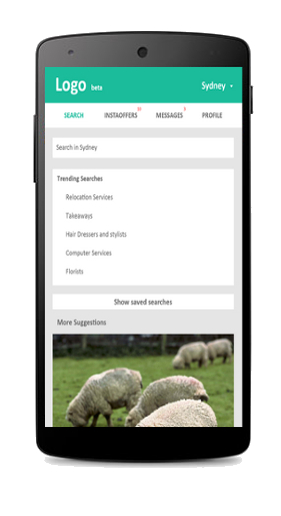 Logo beta
Sydney
SEARCH INSTAOFFERS MESSAGES PROFILE
Search in Sydney
Trending Searches
Relocation Services
Takeaways
Hair Dressers and stylists
Computer Services
Florists
Show saved searches
More Suggestions